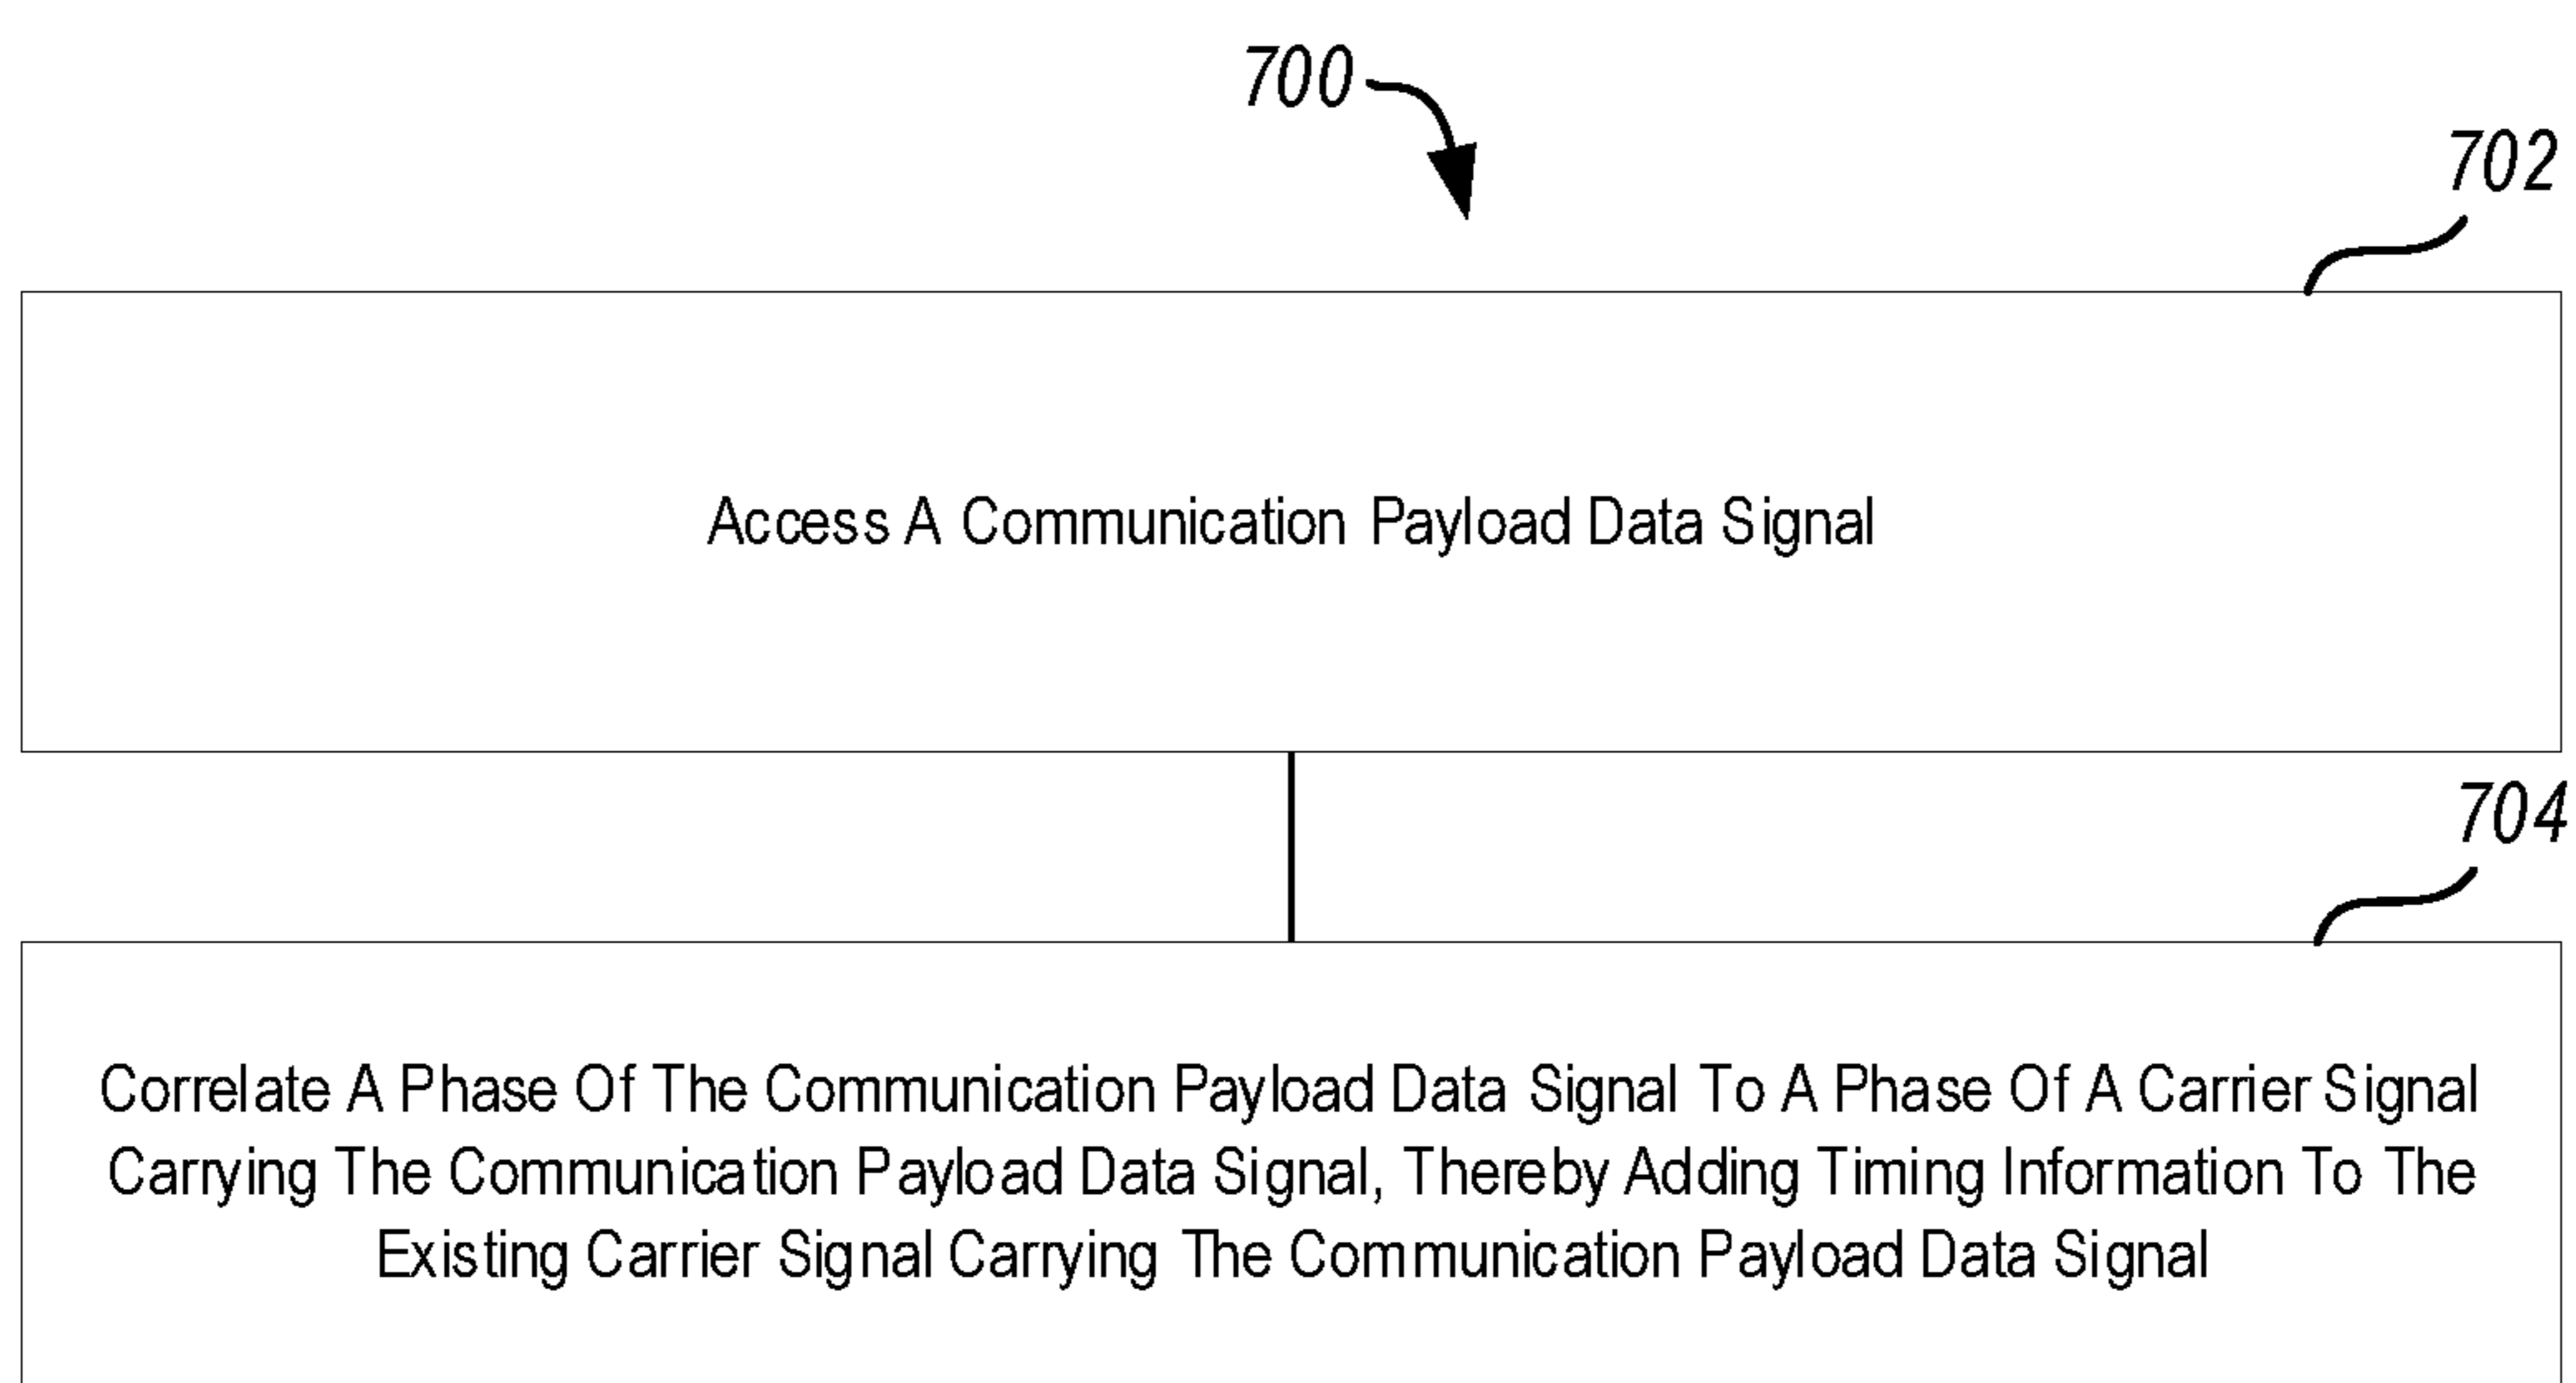 700
702
Access A Communication Payload Data Signal
704
Correlate A Phase Of The Communication Payload Data Signal To A Phase Of A Carrier Signal
Carrying The Communication Payload Data Signal, Thereby Adding Timing Information To The
Existing Carrier Signal Carrying The Communication Payload Data Signal